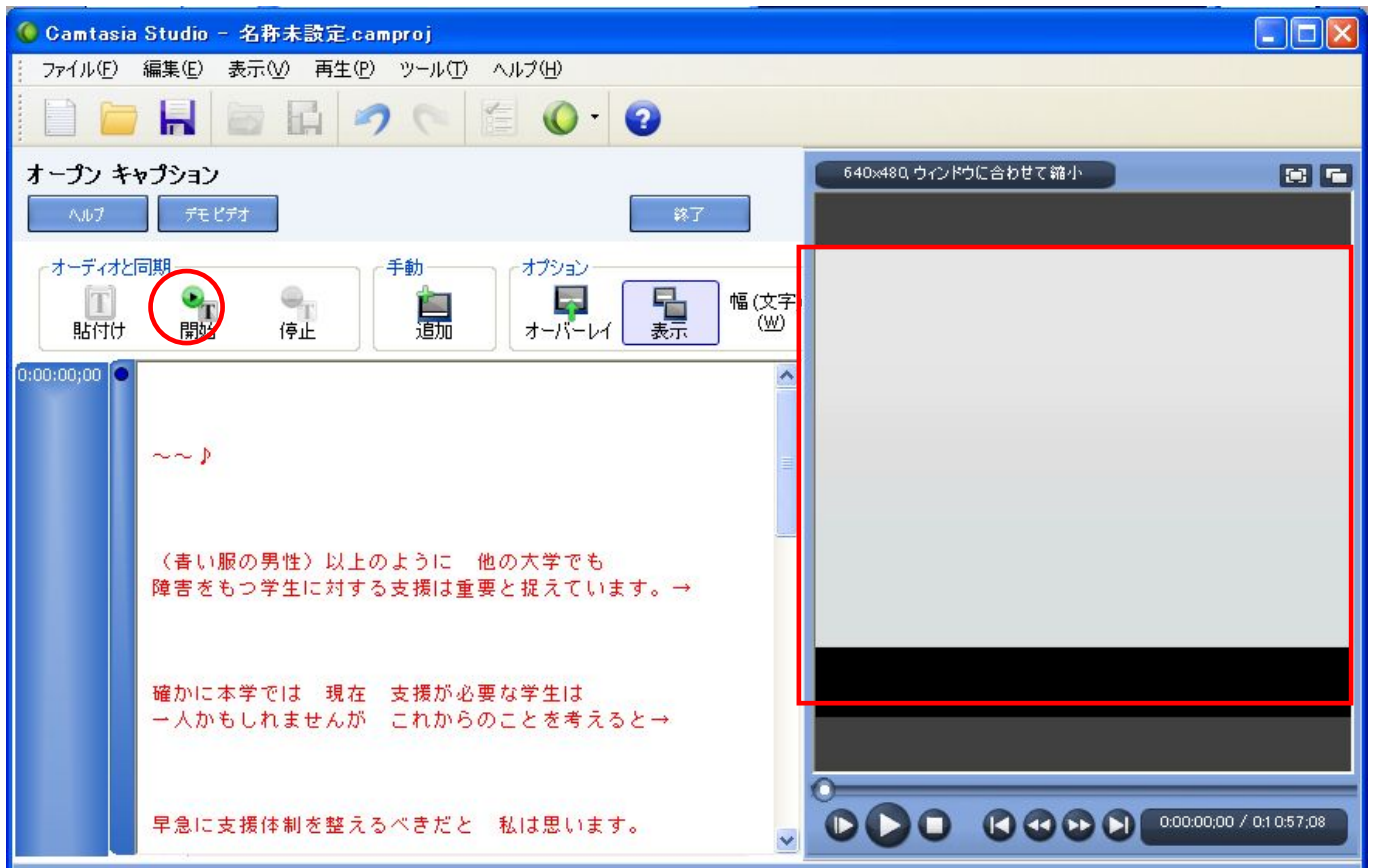 Camtasia Studio - 名称未設定.camproj
ファイル(F) 編集(E) 表示(V) 再生(P) ツール(T) ヘルプ(H)
オープン キャプション
ヘルプ デモ ビデオ 終了
オーディオと同期 手動 オプション
貼付け 開始 停止 追加 オーバーレイ 表示 幅(文字)
(W)
0:00:00;00
～～♪
（青い服の男性）以上のように 他の大学でも
障害をもつ学生に対する支援は重要と捉えています。→
確かに本学では 現在 支援が必要な学生は
一人かもしれませんが これからのことを考えると→
早急に支援体制を整えるべきだと 私は思います。
640x480, ウィンドウに合わせて縮小
0:00:00;00 / 0:10:57;08